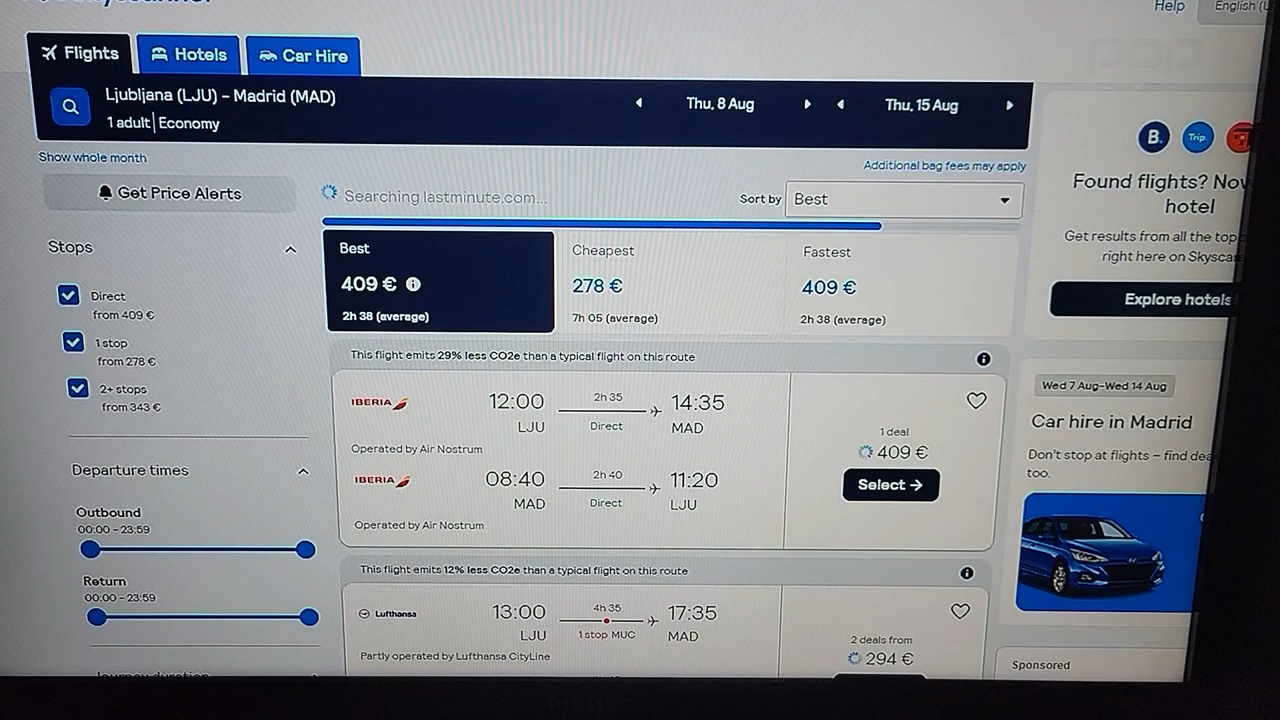 Help
English (U
Flights
Hotels
Car Hire
Ljubljana (LJU) – Madrid (MAD)
1 adult | Economy
Thu, 8 Aug
Thu, 15 Aug
Show whole month
Additional bag fees may apply
Get Price Alerts
Searching lastminute.com...
Sort by
Best
Stops
Direct
from 409 €
1 stop
from 278 €
2+ stops
from 343 €
Departure times
Outbound
00:00 - 23:59
Return
00:00 - 23:59
Journey duration
Best
409 €
2h 38 (average)
Cheapest
278 €
7h 05 (average)
Fastest
409 €
2h 38 (average)
This flight emits 29% less CO2e than a typical flight on this route
IBERIA
12:00
LJU
2h 35
Direct
14:35
MAD
Operated by Air Nostrum
IBERIA
08:40
MAD
2h 40
Direct
11:20
LJU
Operated by Air Nostrum
1 deal
409 €
Select →
This flight emits 12% less CO2e than a typical flight on this route
Lufthansa
13:00
LJU
4h 35
1 stop MUC
17:35
MAD
Partly operated by Lufthansa CityLine
2 deals from
294 €
pop
B.
Trip.
Found flights? Now
hotel
Get results from all the top
right here on Skysca
Explore hotels
Wed 7 Aug–Wed 14 Aug
Car hire in Madrid
Don't stop at flights – find dea
too.
Sponsored